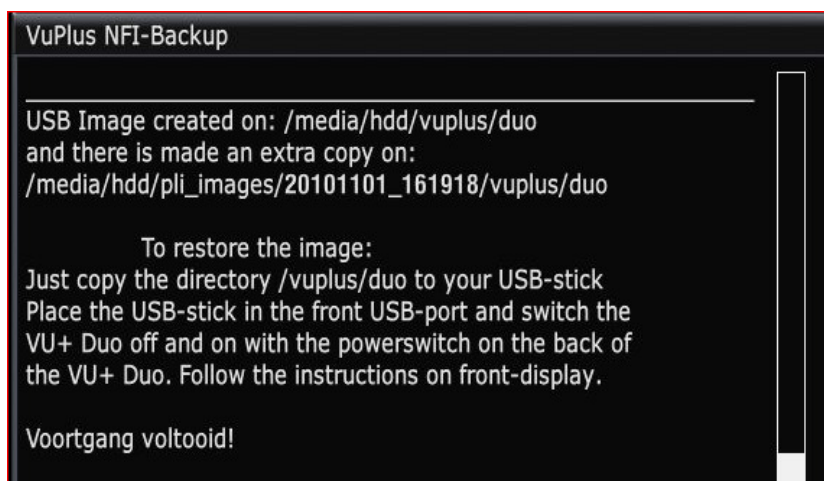 VuPlus NFI-Backup
USB Image created on: /media/hdd/vuplus/duo
and there is made an extra copy on:
/media/hdd/pli_images/20101101_161918/vuplus/duo
To restore the image:
Just copy the directory /vuplus/duo to your USB-stick
Place the USB-stick in the front USB-port and switch the
VU+ Duo off and on with the powerswitch on the back of
the VU+ Duo. Follow the instructions on front-display.
Voortgang voltooid!